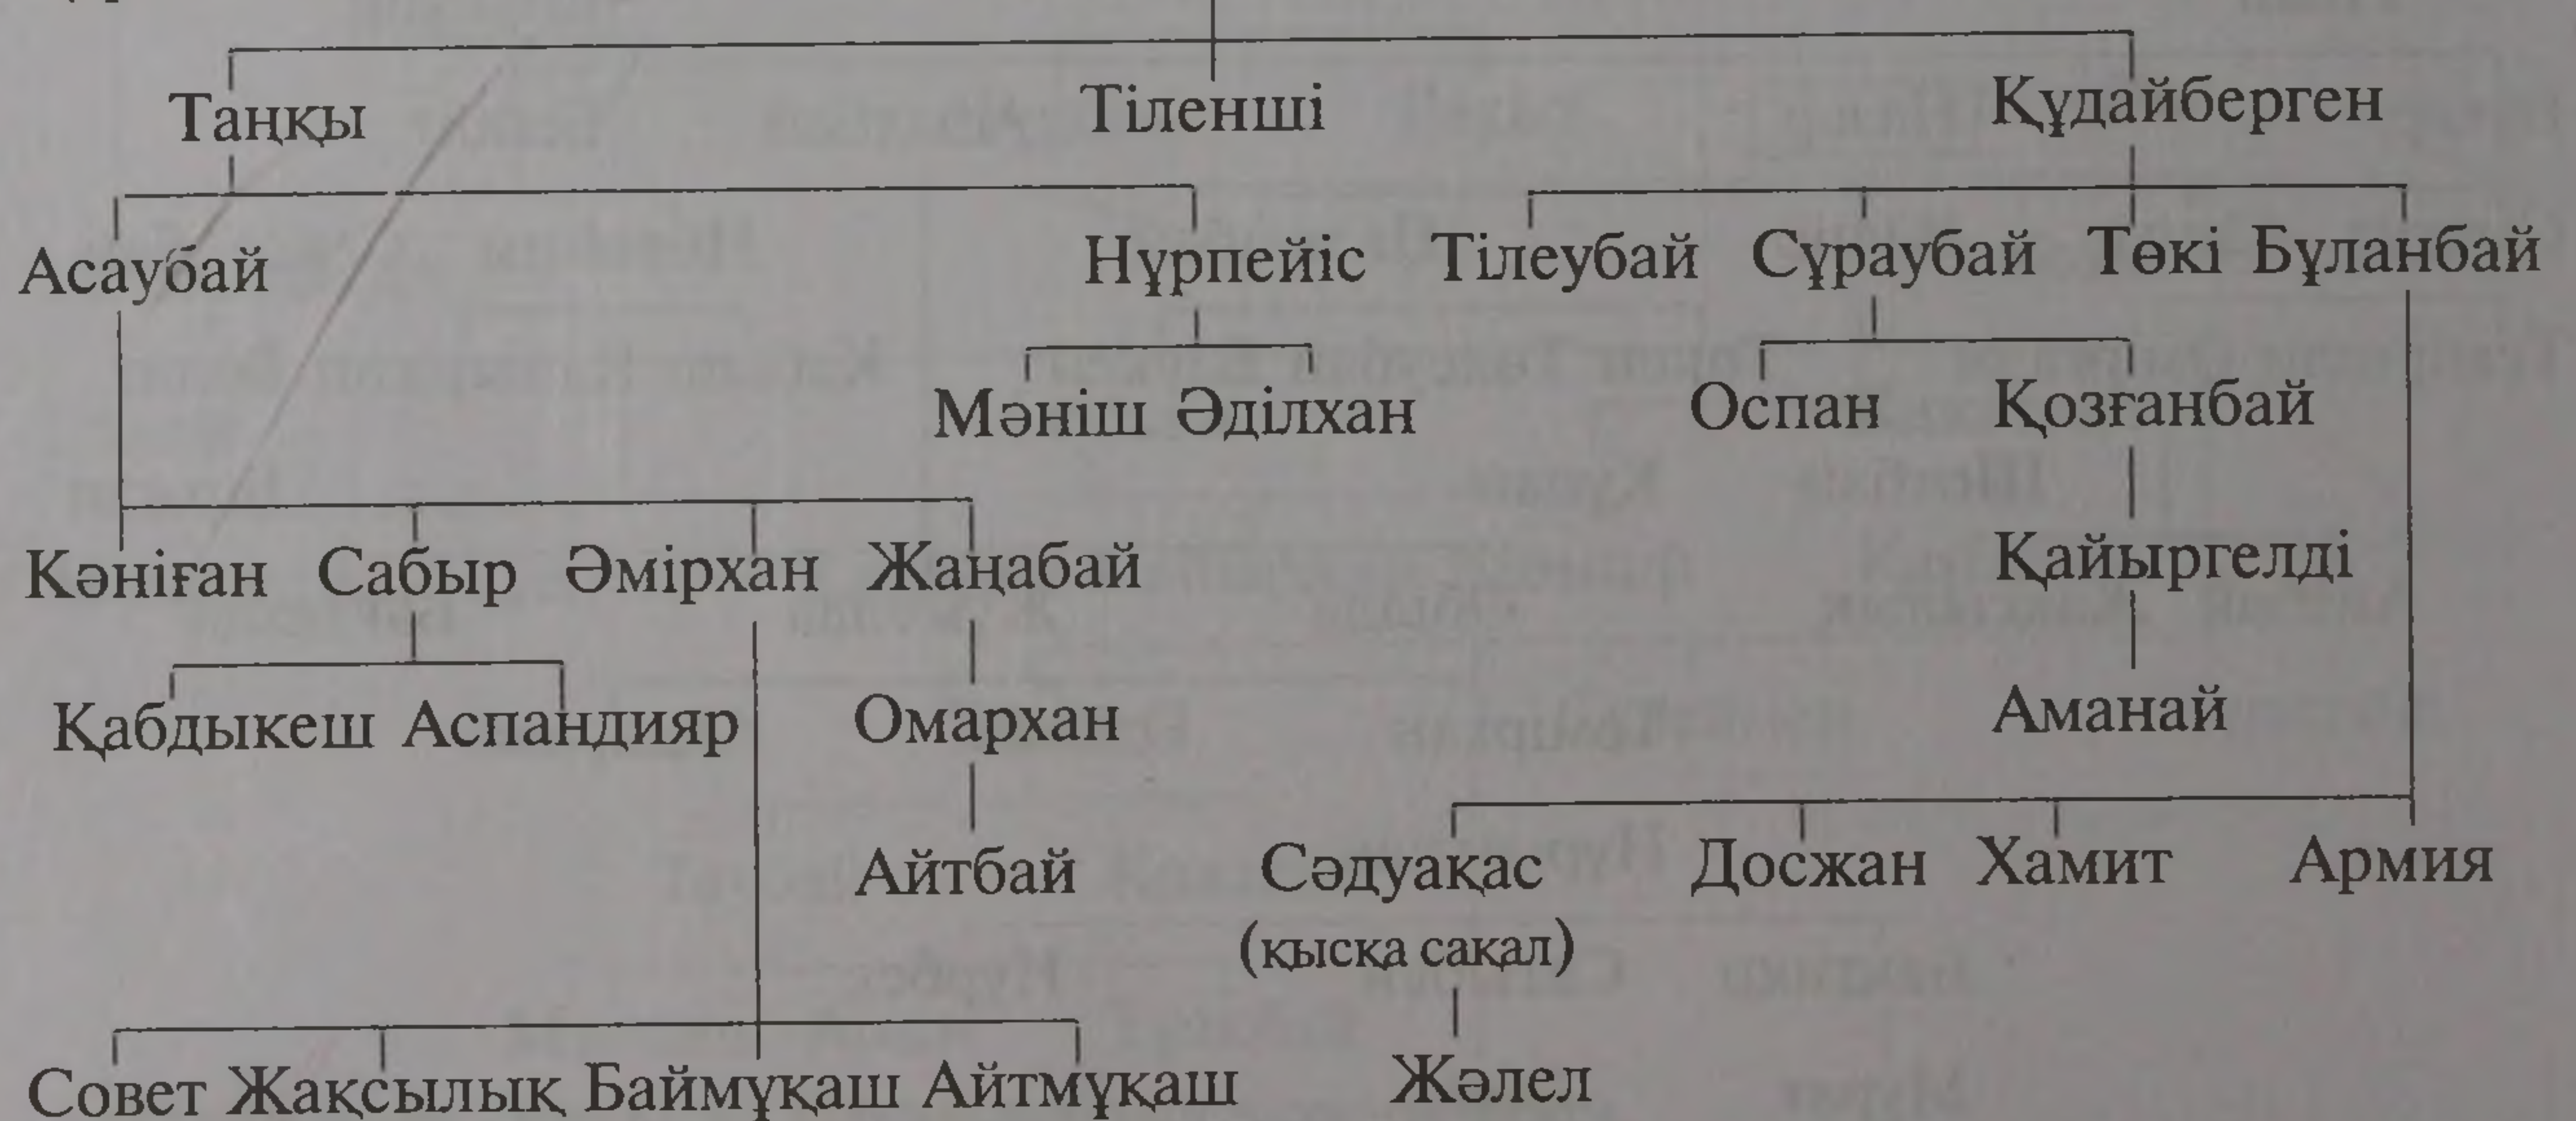 Таңқы Тіленші Құдайберген
Асаубай Нұрпейіс Тілеубай Сұраубай Төкі Бұланбай
Мәніш Әділхан Оспан Қозғанбай
Кәніған Сабыр Әмірхан Жаңабай Қайыргелді
Қабдыкеш Аспандияр Омархан Аманай
Айтбай Сәдуақас Досжан Хамит Армия
(қысқа сақал)
Совет Жақсылық Баймұқаш Айтмұқаш Жәлел